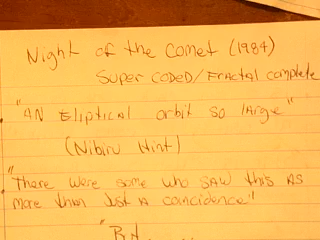 Night of the Comet (1984)
Super Coded/Fractal complete
"AN Eliptical orbit so large"
(Nibiru Hint)
"There were some who saw this as
more than Just A coincidence"